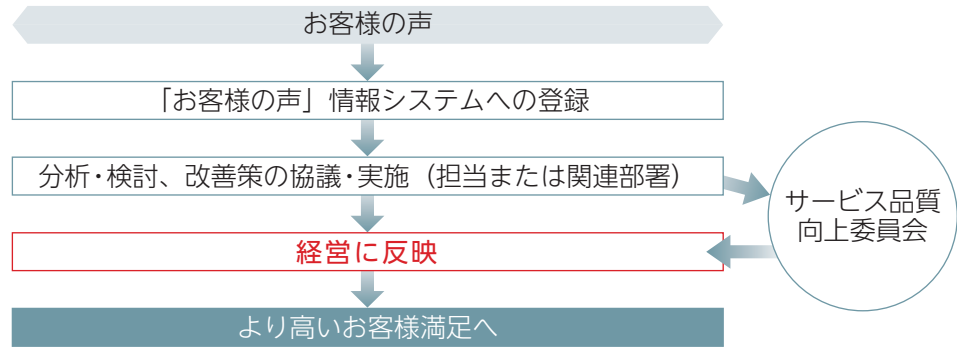 お客様の声
「お客様の声」情報システムへの登録
分析・検討、改善策の協議・実施（担当または関連部署）
サービス品質
向上委員会
経営に反映
より高いお客様満足へ